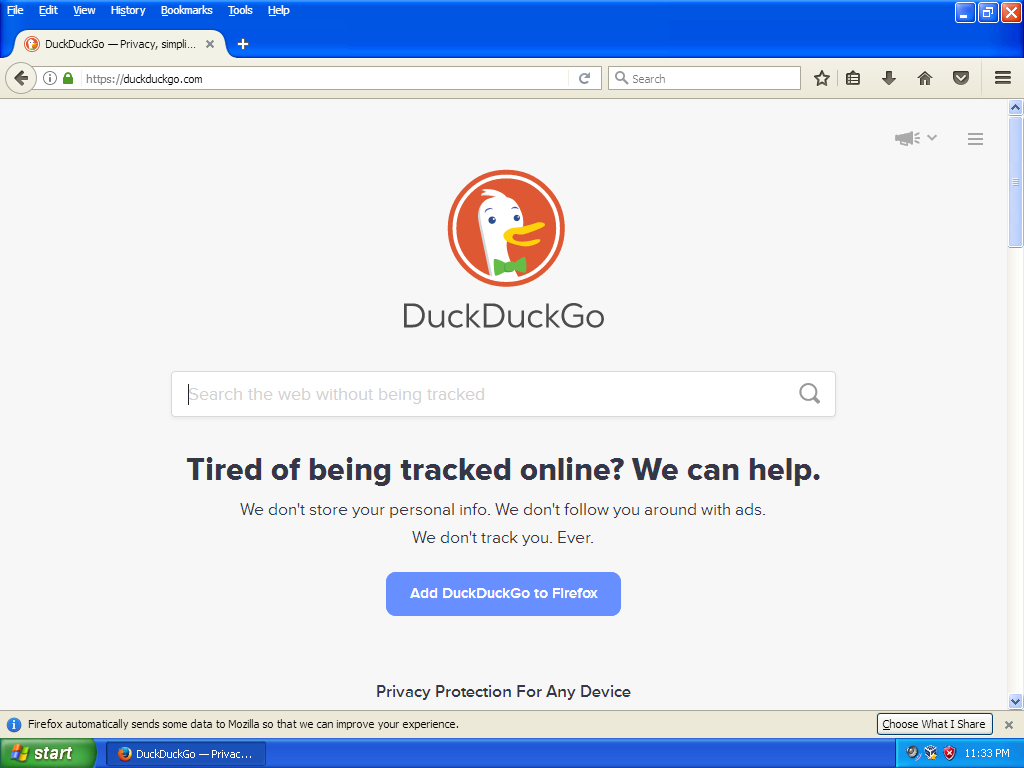 File Edit View History Bookmarks Tools Help
DuckDuckGo — Privacy, simpli...
https://duckduckgo.com
Search
DuckDuckGo
Search the web without being tracked
Tired of being tracked online? We can help.
We don't store your personal info. We don't follow you around with ads.
We don't track you. Ever.
Add DuckDuckGo to Firefox
Privacy Protection For Any Device
Firefox automatically sends some data to Mozilla so that we can improve your experience.
Choose What I Share
start
DuckDuckGo — Privac...
11:33 PM